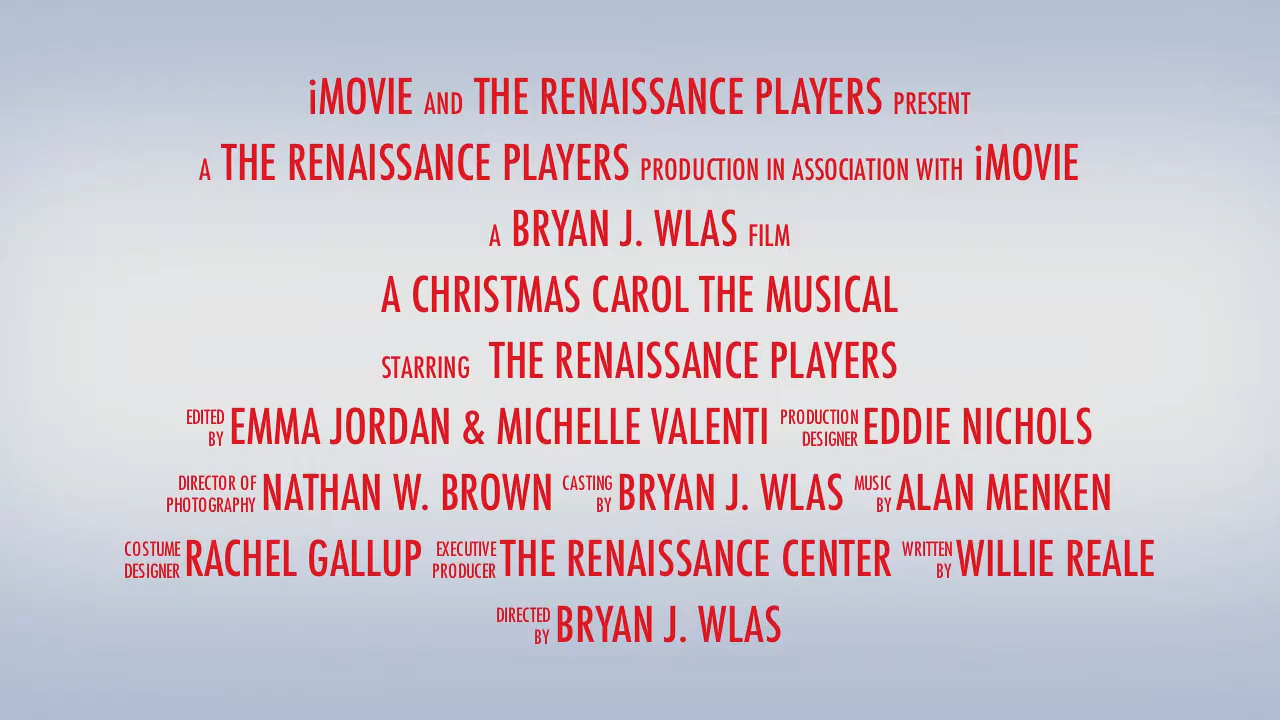 iMOVIE AND THE RENAISSANCE PLAYERS PRESENT
A THE RENAISSANCE PLAYERS PRODUCTION IN ASSOCIATION WITH iMOVIE
A BRYAN J. WLAS FILM
A CHRISTMAS CAROL THE MUSICAL
STARRING THE RENAISSANCE PLAYERS
EDITED BY EMMA JORDAN & MICHELLE VALENTI PRODUCTION DESIGNER EDDIE NICHOLS
DIRECTOR OF PHOTOGRAPHY NATHAN W. BROWN CASTING BY BRYAN J. WLAS MUSIC BY ALAN MENKEN
COSTUME DESIGNER RACHEL GALLUP EXECUTIVE PRODUCER THE RENAISSANCE CENTER WRITTEN BY WILLIE REALE
DIRECTED BY BRYAN J. WLAS